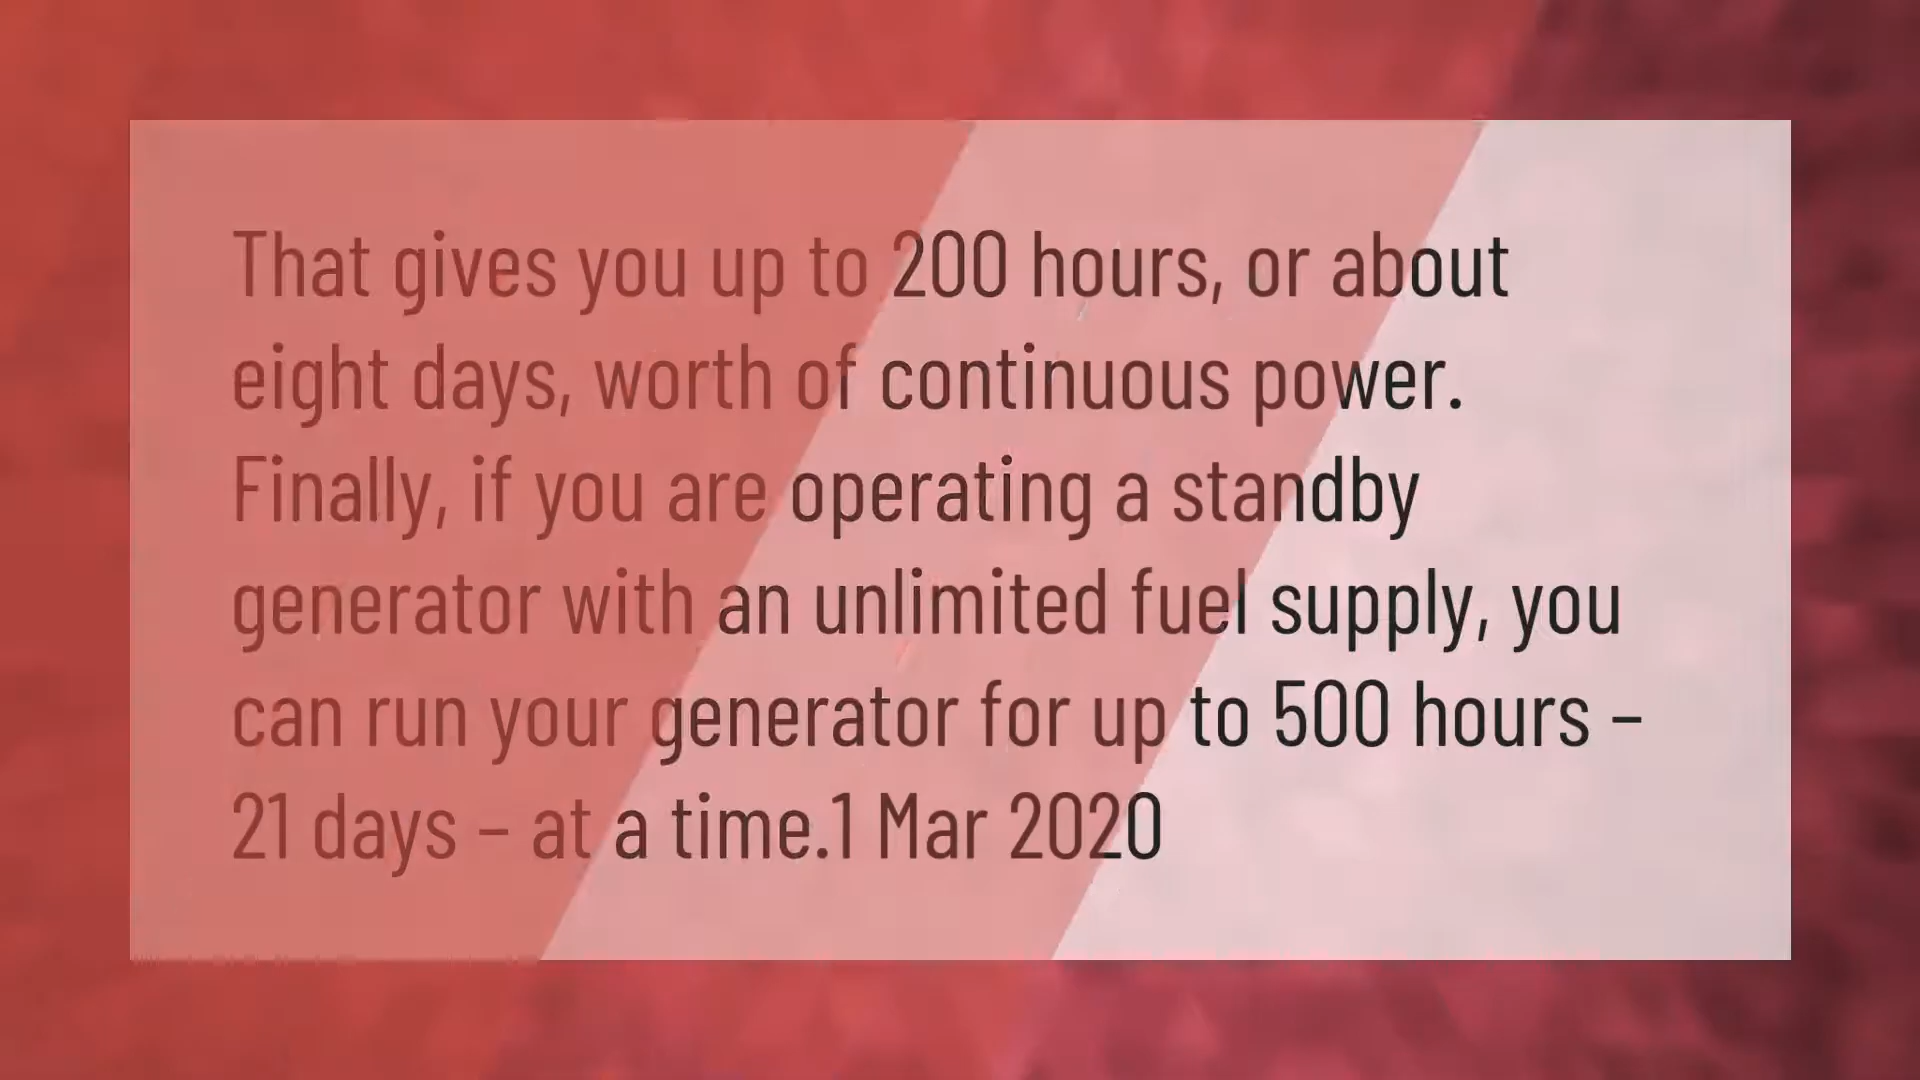 That gives you up to 200 hours, or about
eight days, worth of continuous power.
Finally, if you are operating a standby
generator with an unlimited fuel supply, you
can run your generator for up to 500 hours –
21 days – at a time.1 Mar 2020